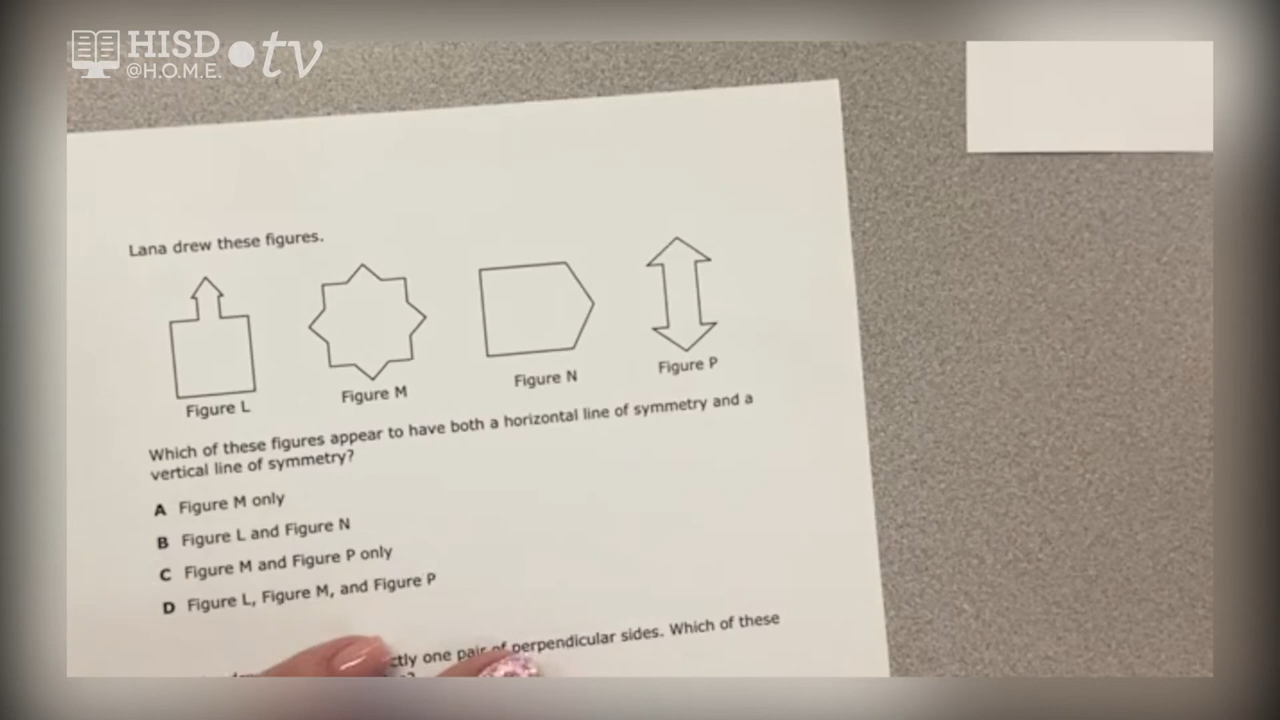 HISD
@H.O.M.E.
tv
Lana drew these figures.
Figure L
Figure M
Figure N
Figure P
Which of these figures appear to have both a horizontal line of symmetry and a
vertical line of symmetry?
A Figure M only
B Figure L and Figure N
C Figure M and Figure P only
D Figure L, Figure M, and Figure P
one pair of perpendicular sides. Which of these